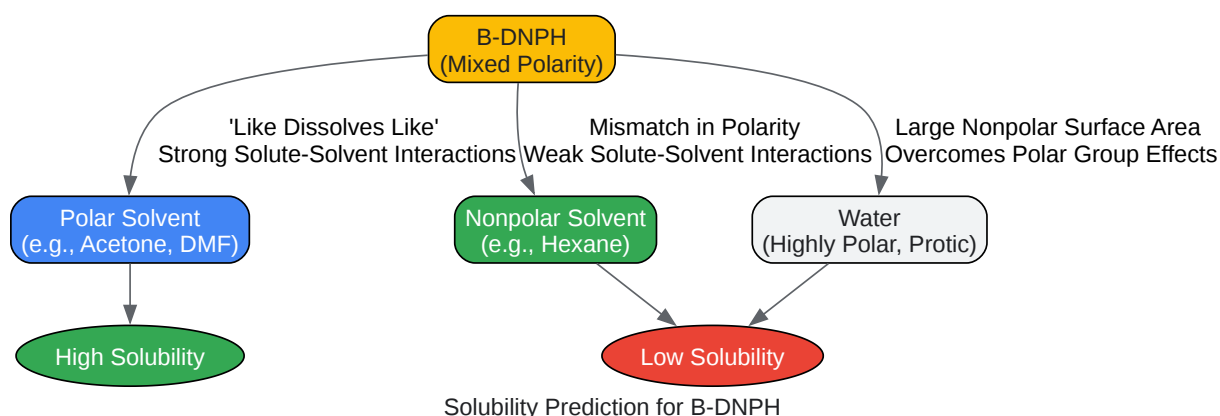 B-DNPH
(Mixed Polarity)
'Like Dissolves Like'
Strong Solute-Solvent Interactions
Mismatch in Polarity
Weak Solute-Solvent Interactions
Large Nonpolar Surface Area
Overcomes Polar Group Effects
Polar Solvent
(e.g., Acetone, DMF)
Nonpolar Solvent
(e.g., Hexane)
Water
(Highly Polar, Protic)
High Solubility
Low Solubility
Solubility Prediction for B-DNPH